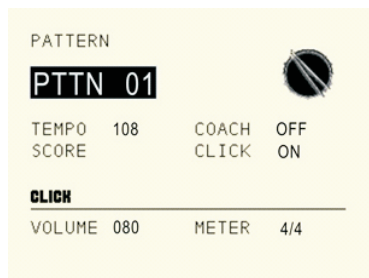 PATTERN
PTTN 01
TEMPO 108 COACH OFF
SCORE CLICK ON
CLICK
VOLUME 080 METER 4/4